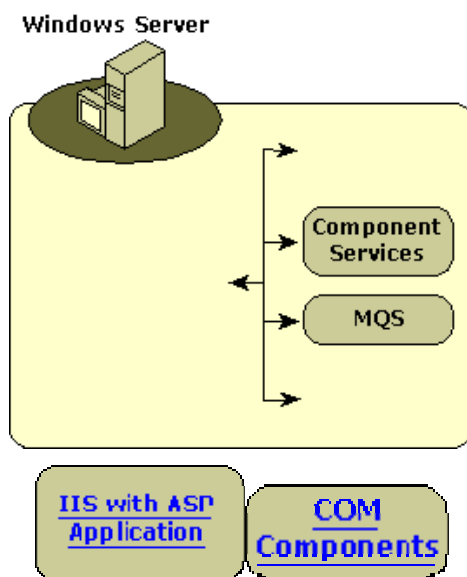 Windows Server
Component
Services
MQS
IIS with ASP
Application
COM
Components